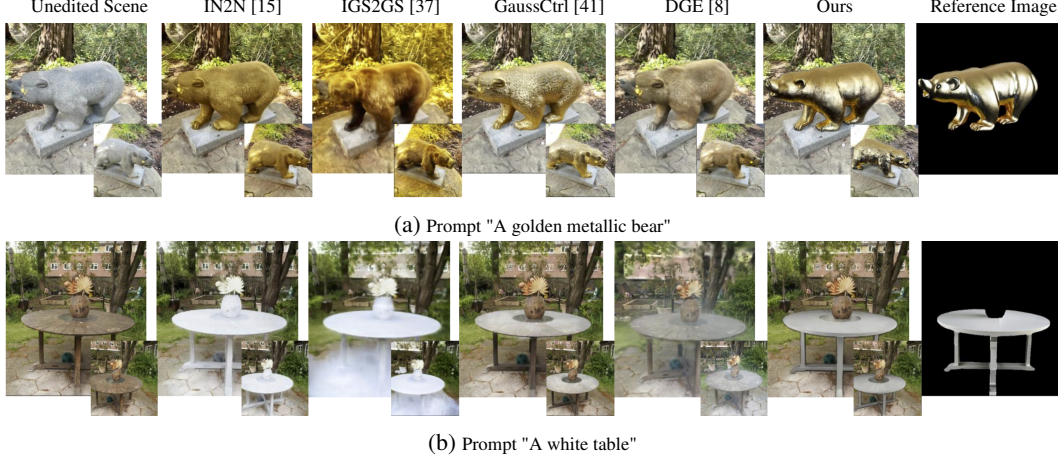 Unedited Scene IN2N [15] IGS2GS [37] GaussCtrl [41] DGE [8] Ours Reference Image
(a) Prompt "A golden metallic bear"
(b) Prompt "A white table"